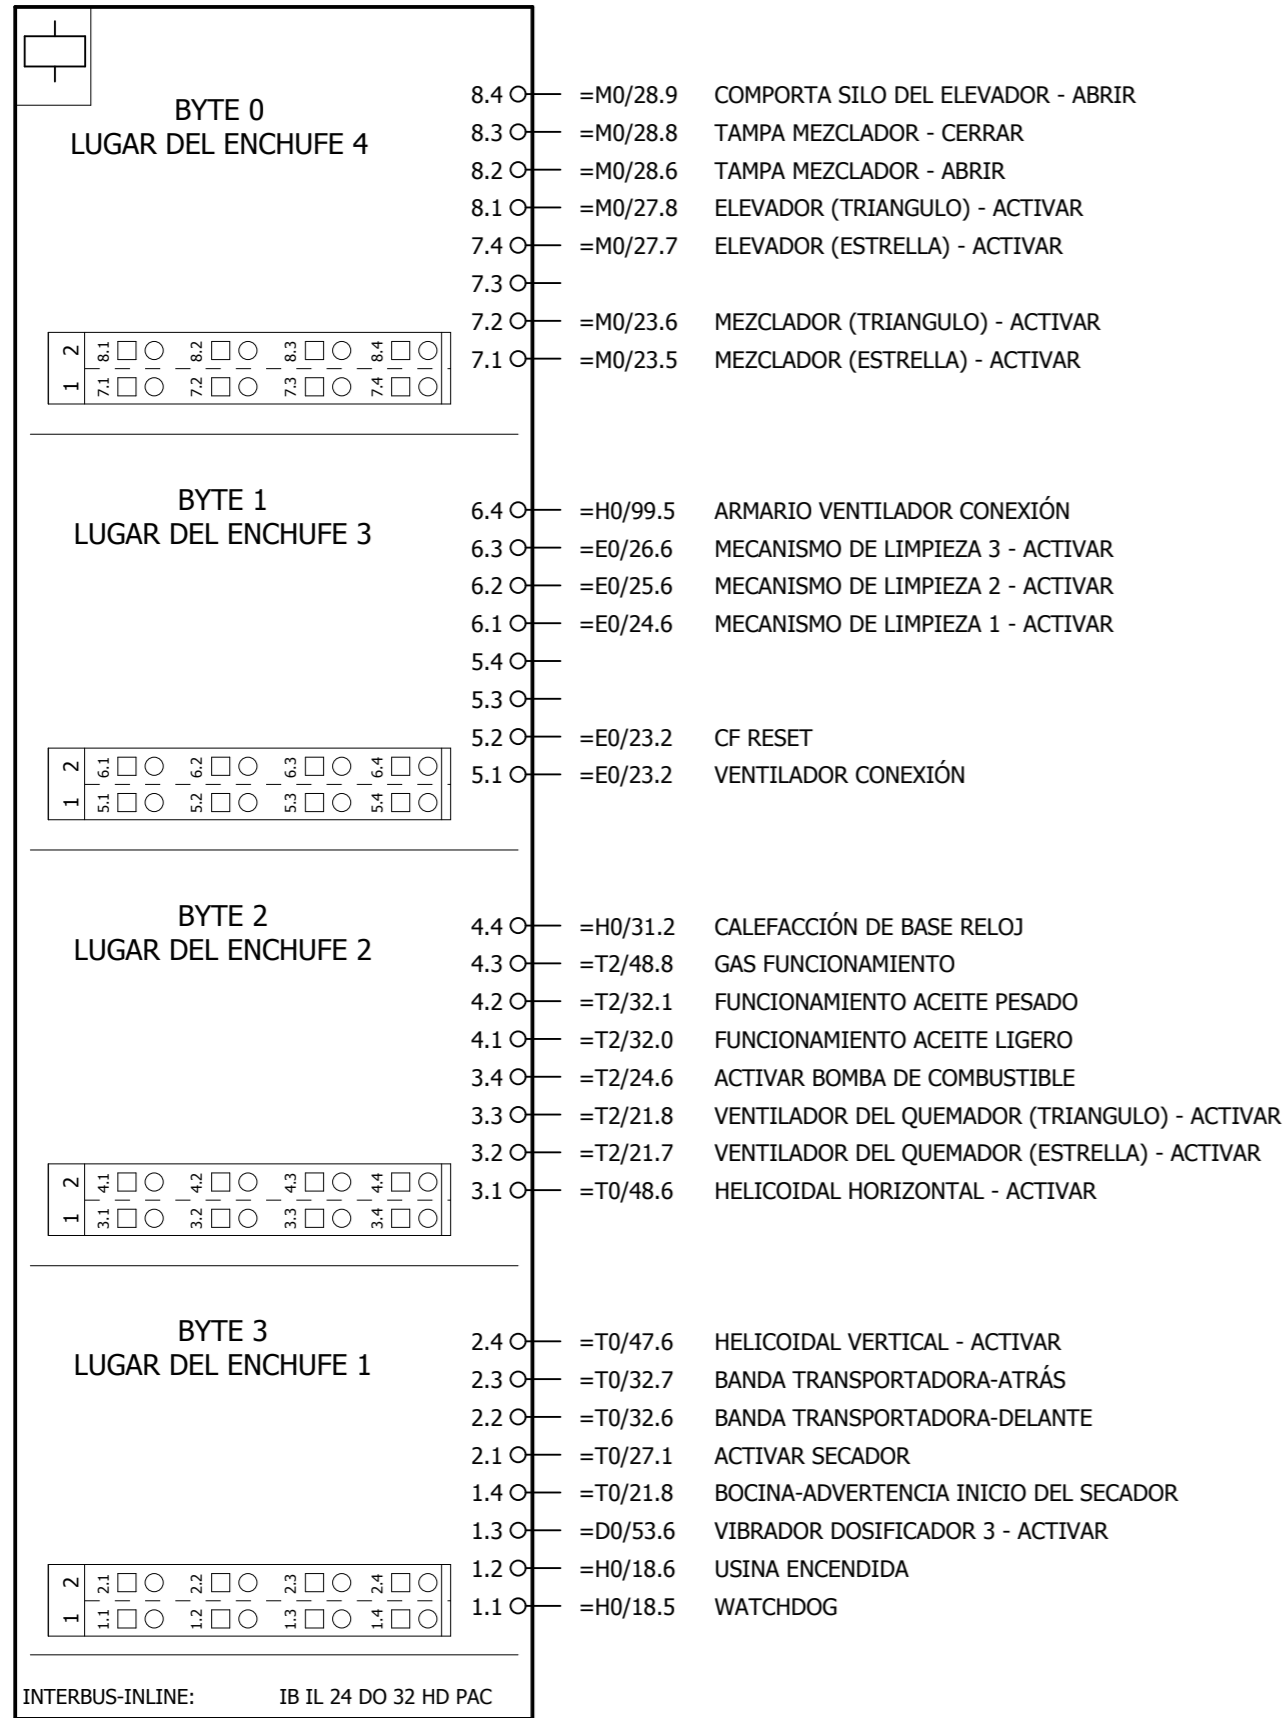 BYTE 0
LUGAR DEL ENCHUFE 4
8.4 =M0/28.9 COMPORTA SILO DEL ELEVADOR - ABRIR
8.3 =M0/28.8 TAMPA MEZCLADOR - CERRAR
8.2 =M0/28.6 TAMPA MEZCLADOR - ABRIR
8.1 =M0/27.8 ELEVADOR (TRIANGULO) - ACTIVAR
7.4 =M0/27.7 ELEVADOR (ESTRELLA) - ACTIVAR
7.3
7.2 =M0/23.6 MEZCLADOR (TRIANGULO) - ACTIVAR
7.1 =M0/23.5 MEZCLADOR (ESTRELLA) - ACTIVAR
2 8.1 8.2 8.3 8.4
1 7.1 7.2 7.3 7.4
BYTE 1
LUGAR DEL ENCHUFE 3
6.4 =H0/99.5 ARMARIO VENTILADOR CONEXIÓN
6.3 =E0/26.6 MECANISMO DE LIMPIEZA 3 - ACTIVAR
6.2 =E0/25.6 MECANISMO DE LIMPIEZA 2 - ACTIVAR
6.1 =E0/24.6 MECANISMO DE LIMPIEZA 1 - ACTIVAR
5.4
5.3
5.2 =E0/23.2 CF RESET
5.1 =E0/23.2 VENTILADOR CONEXIÓN
2 6.1 6.2 6.3 6.4
1 5.1 5.2 5.3 5.4
BYTE 2
LUGAR DEL ENCHUFE 2
4.4 =H0/31.2 CALEFACCIÓN DE BASE RELOJ
4.3 =T2/48.8 GAS FUNCIONAMIENTO
4.2 =T2/32.1 FUNCIONAMIENTO ACEITE PESADO
4.1 =T2/32.0 FUNCIONAMIENTO ACEITE LIGERO
3.4 =T2/24.6 ACTIVAR BOMBA DE COMBUSTIBLE
3.3 =T2/21.8 VENTILADOR DEL QUEMADOR (TRIANGULO) - ACTIVAR
3.2 =T2/21.7 VENTILADOR DEL QUEMADOR (ESTRELLA) - ACTIVAR
3.1 =T0/48.6 HELICOIDAL HORIZONTAL - ACTIVAR
2 4.1 4.2 4.3 4.4
1 3.1 3.2 3.3 3.4
BYTE 3
LUGAR DEL ENCHUFE 1
2.4 =T0/47.6 HELICOIDAL VERTICAL - ACTIVAR
2.3 =T0/32.7 BANDA TRANSPORTADORA-ATRÁS
2.2 =T0/32.6 BANDA TRANSPORTADORA-DELANTE
2.1 =T0/27.1 ACTIVAR SECADOR
1.4 =T0/21.8 BOCINA-ADVERTENCIA INICIO DEL SECADOR
1.3 =D0/53.6 VIBRADOR DOSIFICADOR 3 - ACTIVAR
1.2 =H0/18.6 USINA ENCENDIDA
1.1 =H0/18.5 WATCHDOG
2 2.1 2.2 2.3 2.4
1 1.1 1.2 1.3 1.4
INTERBUS-INLINE: IB IL 24 DO 32 HD PAC